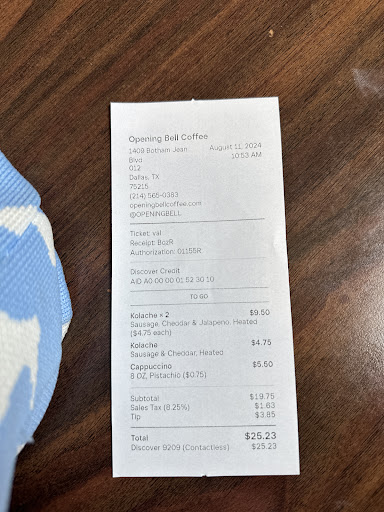 Opening Bell Coffee
1409 Botham Jean August 11, 2024
Blvd 10:53 AM
012
Dallas, TX
75215
(214) 565-0383
openingbellcoffee.com
@OPENINGBELL
Ticket: val
Receipt: BozR
Authorization: 01155R
Discover Credit
AID A0 00 00 01 52 30 10
TO GO
Kolache × 2 $9.50
Sausage, Cheddar & Jalapeno, Heated
($4.75 each)
Kolache $4.75
Sausage & Cheddar, Heated
Cappuccino $5.50
8 OZ, Pistachio ($0.75)
Subtotal $19.75
Sales Tax (8.25%) $1.63
Tip $3.85
Total $25.23
Discover 9209 (Contactless) $25.23